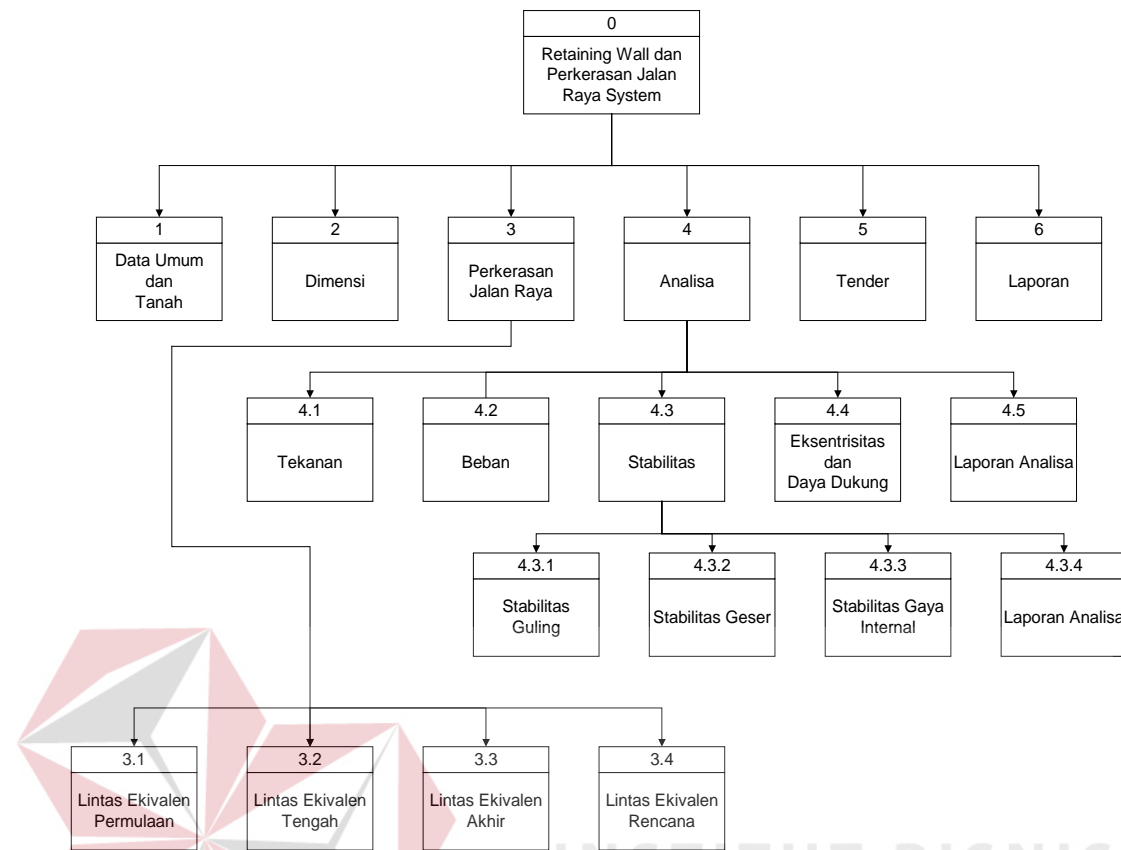 0
Retaining Wall dan
Perkerasan Jalan
Raya System
1
Data Umum
dan
Tanah
2
Dimensi
3
Perkerasan
Jalan Raya
4
Analisa
5
Tender
6
Laporan
4.1
Tekanan
4.2
Beban
4.3
Stabilitas
4.4
Eksentrisitas
dan
Daya Dukung
4.5
Laporan Analisa
4.3.1
Stabilitas
Guling
4.3.2
Stabilitas Geser
4.3.3
Stabilitas Gaya
Internal
4.3.4
Laporan Analisa
3.1
Lintas Ekivalen
Permulaan
3.2
Lintas Ekivalen
Tengah
3.3
Lintas Ekivalen
Akhir
3.4
Lintas Ekivalen
Rencana
INSTITUT BISNIS